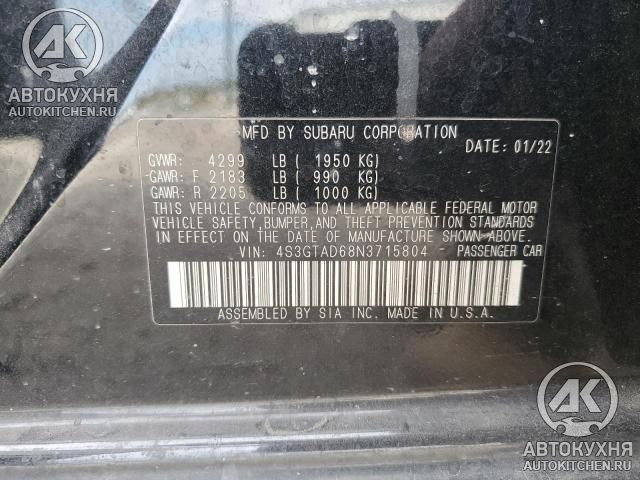 AK
АВТОКУХНЯ
AUTOKITCHEN.RU
MFD BY SUBARU CORPORATION
DATE: 01/22
GVWR: 4299 LB ( 1950 KG)
GAWR: F 2183 LB ( 990 KG)
GAWR: R 2205 LB ( 1000 KG)
THIS VEHICLE CONFORMS TO ALL APPLICABLE FEDERAL MOTOR
VEHICLE SAFETY, BUMPER, AND THEFT PREVENTION STANDARDS
IN EFFECT ON THE DATE OF MANUFACTURE SHOWN ABOVE.
VIN: 4S3GTAD68N3715804 PASSENGER CAR
ASSEMBLED BY SIA INC. MADE IN U.S.A.
AK
АВТОКУХНЯ
AUTOKITCHEN.RU